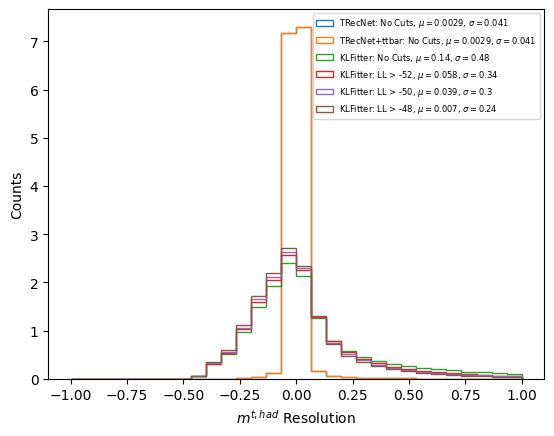 TRecNet: No Cuts, μ = 0.0029, σ = 0.041
TRecNet+ttbar: No Cuts, μ = 0.0029, σ = 0.041
KLFitter: No Cuts, μ = 0.14, σ = 0.48
KLFitter: LL > -52, μ = 0.058, σ = 0.34
KLFitter: LL > -50, μ = 0.039, σ = 0.3
KLFitter: LL > -48, μ = 0.007, σ = 0.24
Counts
7
6
5
4
3
2
1
0
−1.00 −0.75 −0.50 −0.25 0.00 0.25 0.50 0.75 1.00
m^{t, had} Resolution